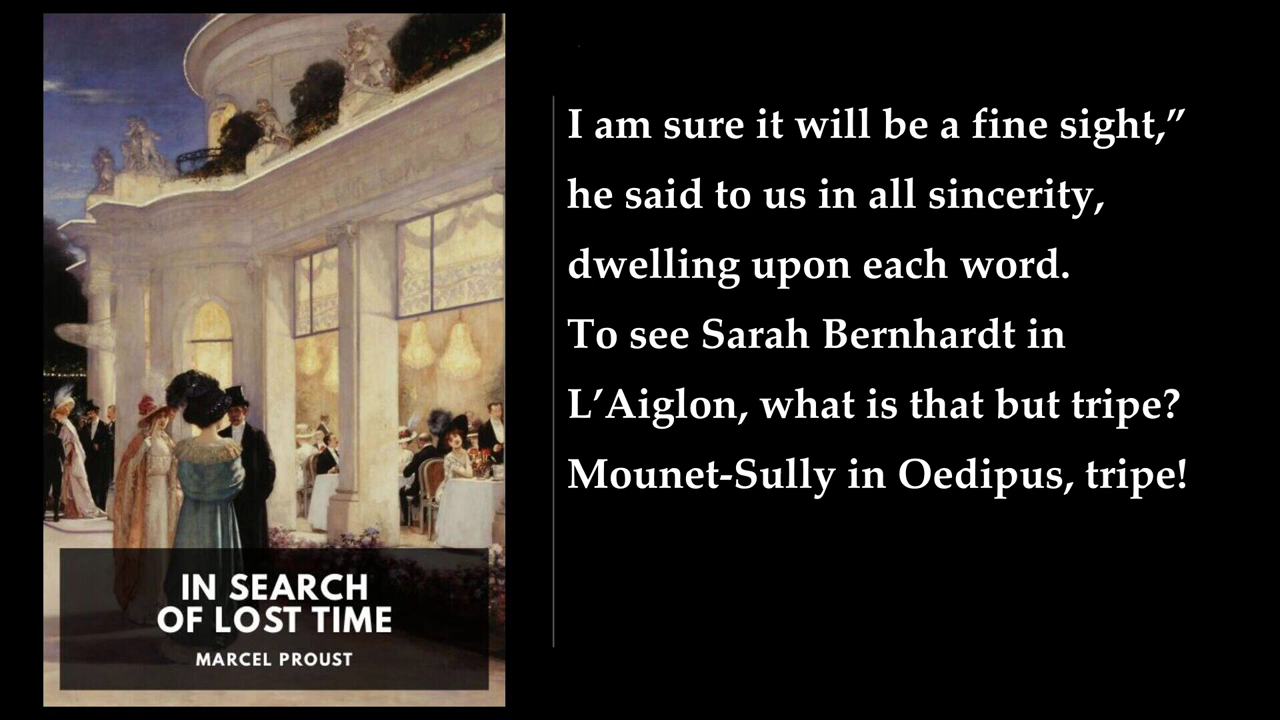 IN SEARCH
OF LOST TIME
MARCEL PROUST
I am sure it will be a fine sight,”
he said to us in all sincerity,
dwelling upon each word.
To see Sarah Bernhardt in
L’Aiglon, what is that but tripe?
Mounet-Sully in Oedipus, tripe!